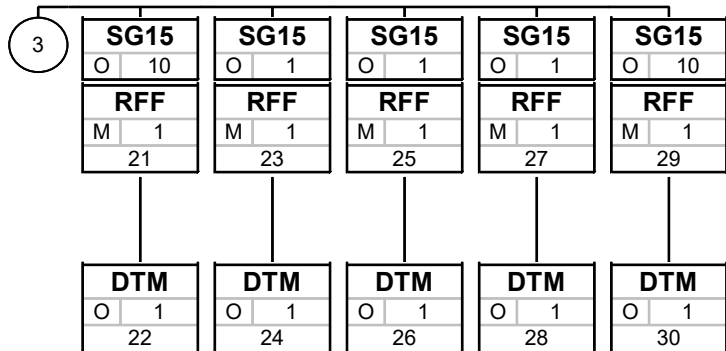 3
SG15 SG15 SG15 SG15 SG15
O 10 O 1 O 1 O 1 O 10
RFF RFF RFF RFF RFF
M 1 M 1 M 1 M 1 M 1
21 23 25 27 29
DTM DTM DTM DTM DTM
O 1 O 1 O 1 O 1 O 1
22 24 26 28 30